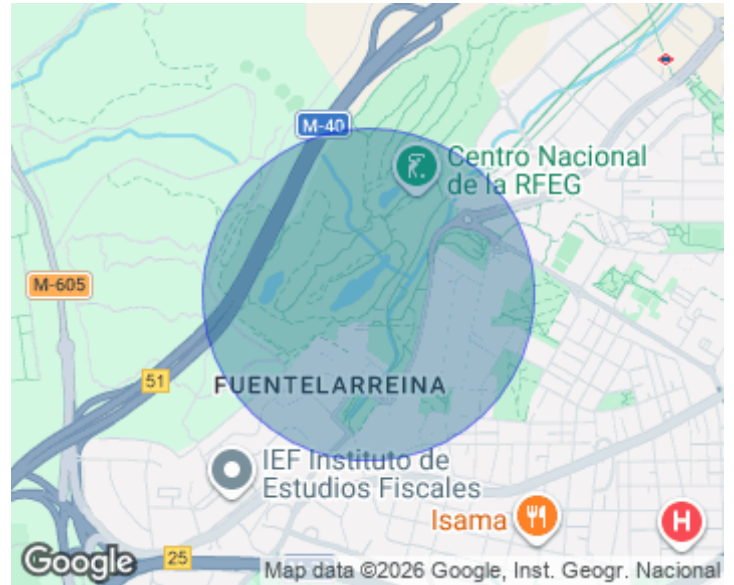 M-40
Centro Nacional
de la RFEG
M-605
51
FUENTELARREINA
IEF Instituto de
Estudios Fiscales
Isama
H
Google
25
Map data ©2026 Google, Inst. Geogr. Nacional